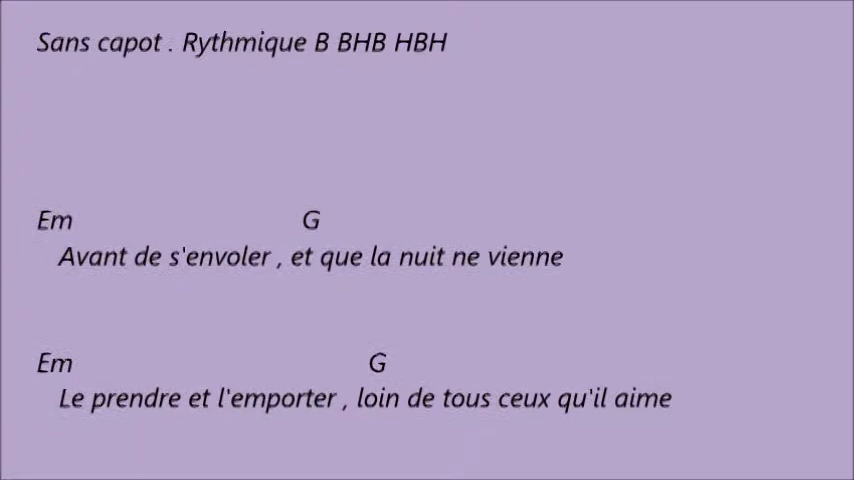 Sans capot . Rythmique B BHB HBH
Em G
Avant de s'envoler , et que la nuit ne vienne
Em G
Le prendre et l'emporter , loin de tous ceux qu'il aime